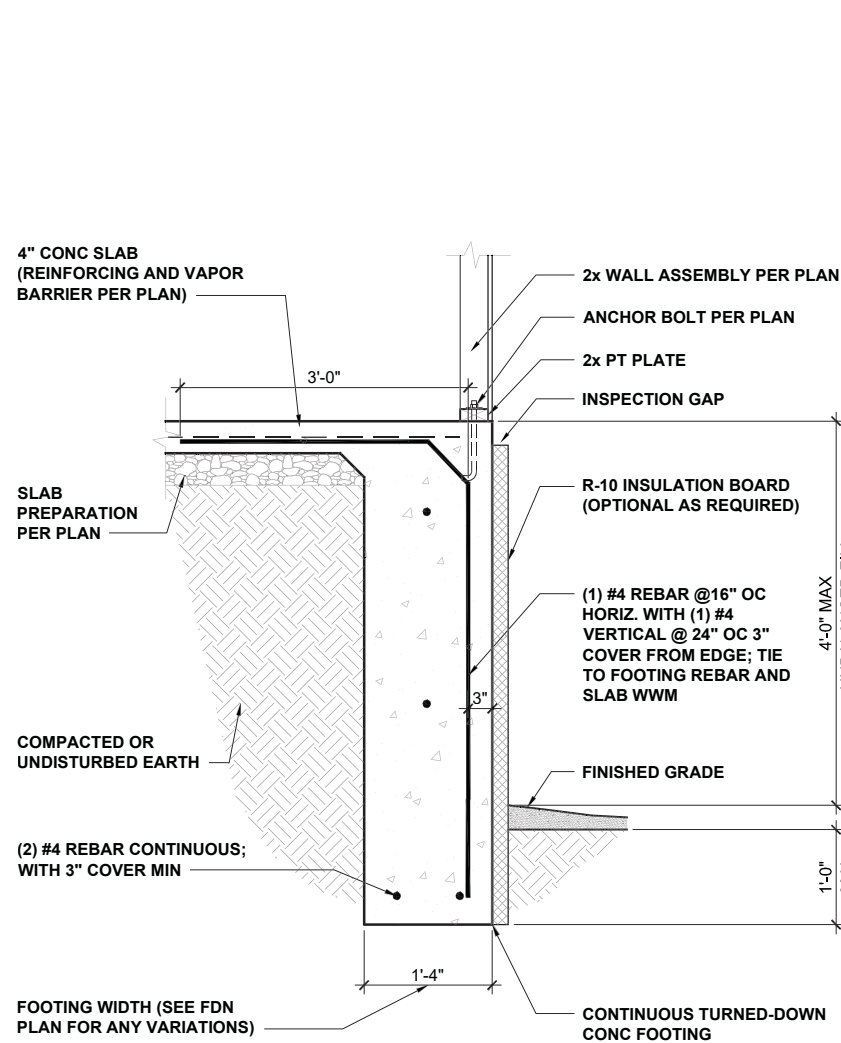 4" CONC SLAB
(REINFORCING AND VAPOR
BARRIER PER PLAN)
2x WALL ASSEMBLY PER PLAN
ANCHOR BOLT PER PLAN
3'-0"
2x PT PLATE
INSPECTION GAP
SLAB
PREPARATION
PER PLAN
R-10 INSULATION BOARD
(OPTIONAL AS REQUIRED)
(1) #4 REBAR @16" OC
HORIZ. WITH (1) #4
VERTICAL @ 24" OC 3"
COVER FROM EDGE; TIE
TO FOOTING REBAR AND
SLAB WWM
4'-0" MAX
3"
COMPACTED OR
UNDISTURBED EARTH
FINISHED GRADE
(2) #4 REBAR CONTINUOUS;
WITH 3" COVER MIN
1'-0"
1'-4"
FOOTING WIDTH (SEE FDN
PLAN FOR ANY VARIATIONS)
CONTINUOUS TURNED-DOWN
CONC FOOTING